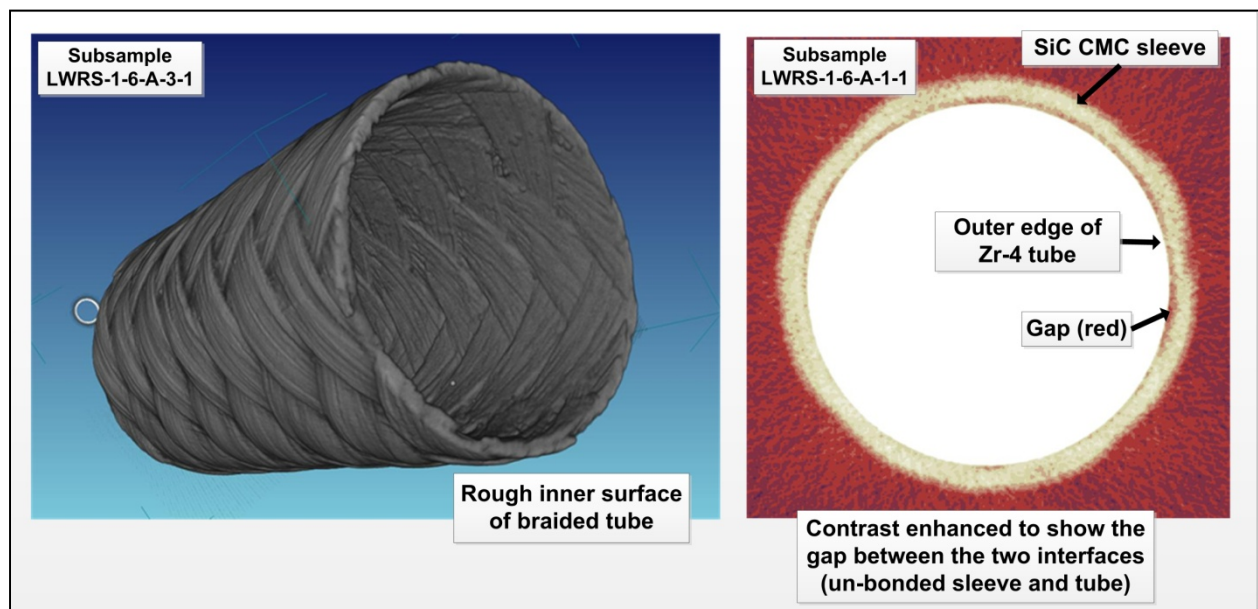 Subsample
LWRS-1-6-A-3-1
Rough inner surface
of braided tube
Subsample
LWRS-1-6-A-1-1
SiC CMC sleeve
Outer edge of
Zr-4 tube
Gap (red)
Contrast enhanced to show the
gap between the two interfaces
(un-bonded sleeve and tube)